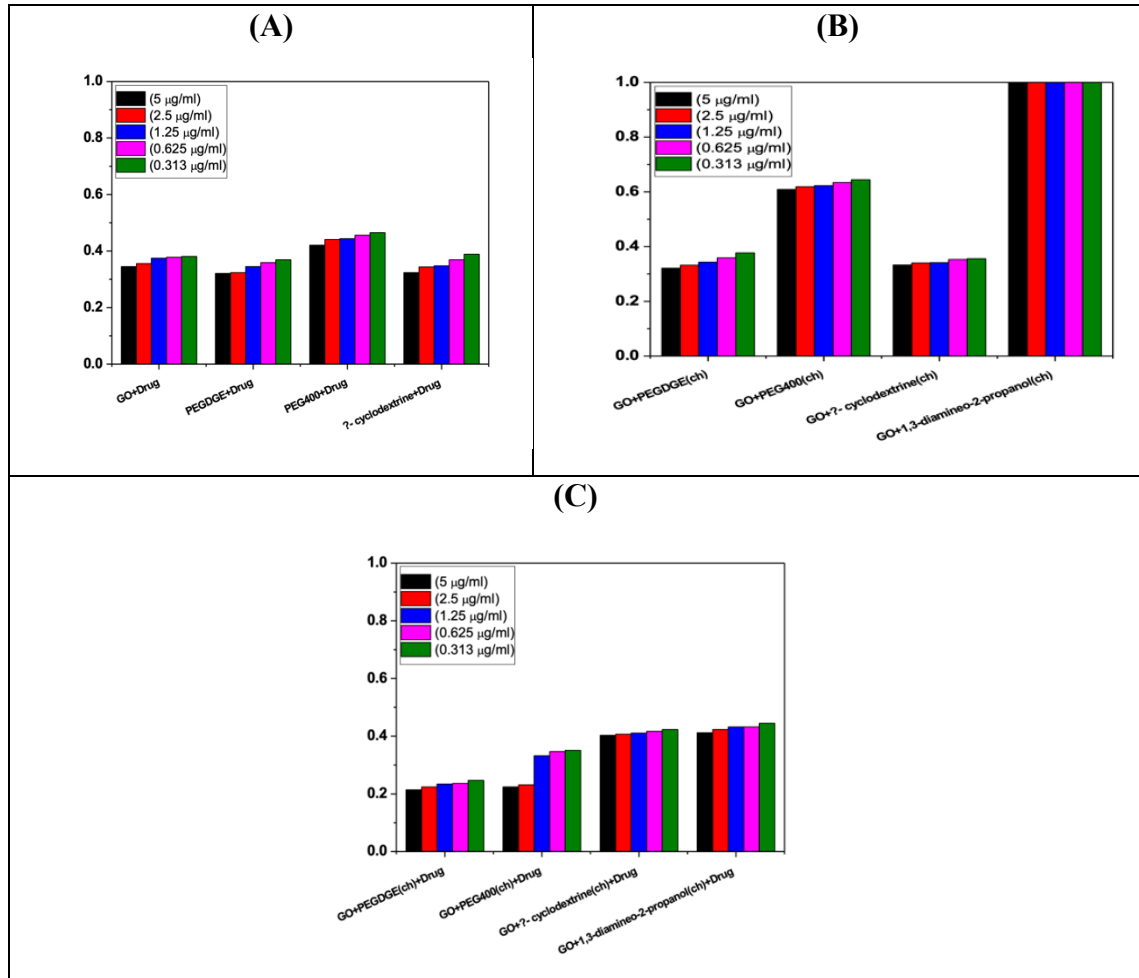 (A)
1.0
0.8
0.6
0.4
0.2
0.0
(5 μg/ml)
(2.5 μg/ml)
(1.25 μg/ml)
(0.625 μg/ml)
(0.313 μg/ml)
GO+Drug
PEGDGE+Drug
PEG400+Drug
?- cyclodextrine+Drug
(B)
1.0
0.8
0.6
0.4
0.2
0.0
(5 μg/ml)
(2.5 μg/ml)
(1.25 μg/ml)
(0.625 μg/ml)
(0.313 μg/ml)
GO+PEGDGE(ch)
GO+PEG400(ch)
GO+?- cyclodextrine(ch)
GO+1,3-diamineo-2-propanol(ch)
(C)
1.0
0.8
0.6
0.4
0.2
0.0
(5 μg/ml)
(2.5 μg/ml)
(1.25 μg/ml)
(0.625 μg/ml)
(0.313 μg/ml)
GO+PEGDGE(ch)+Drug
GO+PEG400(ch)+Drug
GO+?- cyclodextrine(ch)+Drug
GO+1,3-diamineo-2-propanol(ch)+Drug